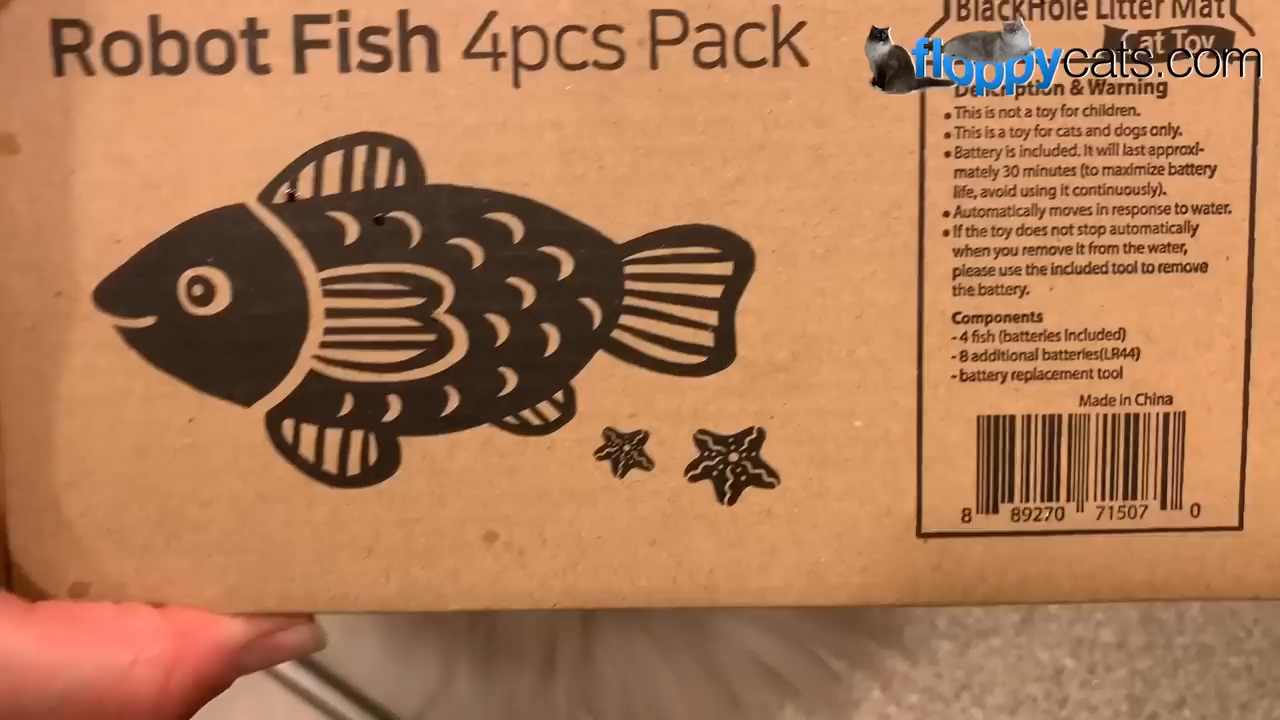 Robot Fish 4pcs Pack
BlackHole Litter Mat
Cat Toy
floppycats.com
Description & Warning
• This is not a toy for children.
• This is a toy for cats and dogs only.
• Battery is included. It will last approxi-
mately 30 minutes (to maximize battery
life, avoid using it continuously).
• Automatically moves in response to water.
• If the toy does not stop automatically
when you remove it from the water,
please use the included tool to remove
the battery.
Components
- 4 fish (batteries included)
- 8 additional batteries(LR44)
- battery replacement tool
Made in China
8 89270 71507 0